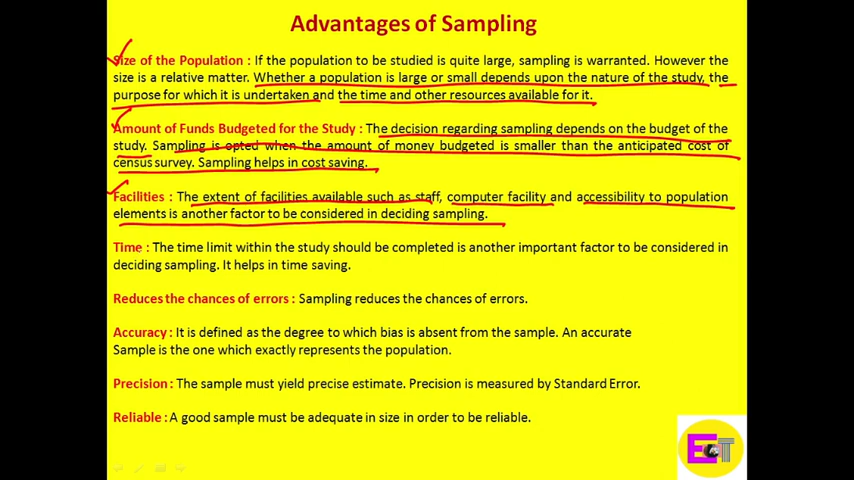 Advantages of Sampling
Size of the Population : If the population to be studied is quite large, sampling is warranted. However the
size is a relative matter. Whether a population is large or small depends upon the nature of the study, the
purpose for which it is undertaken and the time and other resources available for it.
Amount of Funds Budgeted for the Study : The decision regarding sampling depends on the budget of the
study. Sampling is opted when the amount of money budgeted is smaller than the anticipated cost of
census survey. Sampling helps in cost saving.
Facilities : The extent of facilities available such as staff, computer facility and accessibility to population
elements is another factor to be considered in deciding sampling.
Time : The time limit within the study should be completed is another important factor to be considered in
deciding sampling. It helps in time saving.
Reduces the chances of errors : Sampling reduces the chances of errors.
Accuracy : It is defined as the degree to which bias is absent from the sample. An accurate
Sample is the one which exactly represents the population.
Precision : The sample must yield precise estimate. Precision is measured by Standard Error.
Reliable : A good sample must be adequate in size in order to be reliable.
ECT